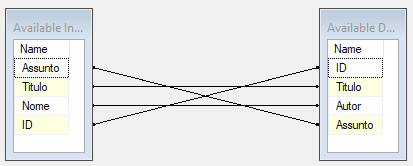 Available In...
Name
Assunto
Titulo
Nome
ID
Available D...
Name
ID
Titulo
Autor
Assunto